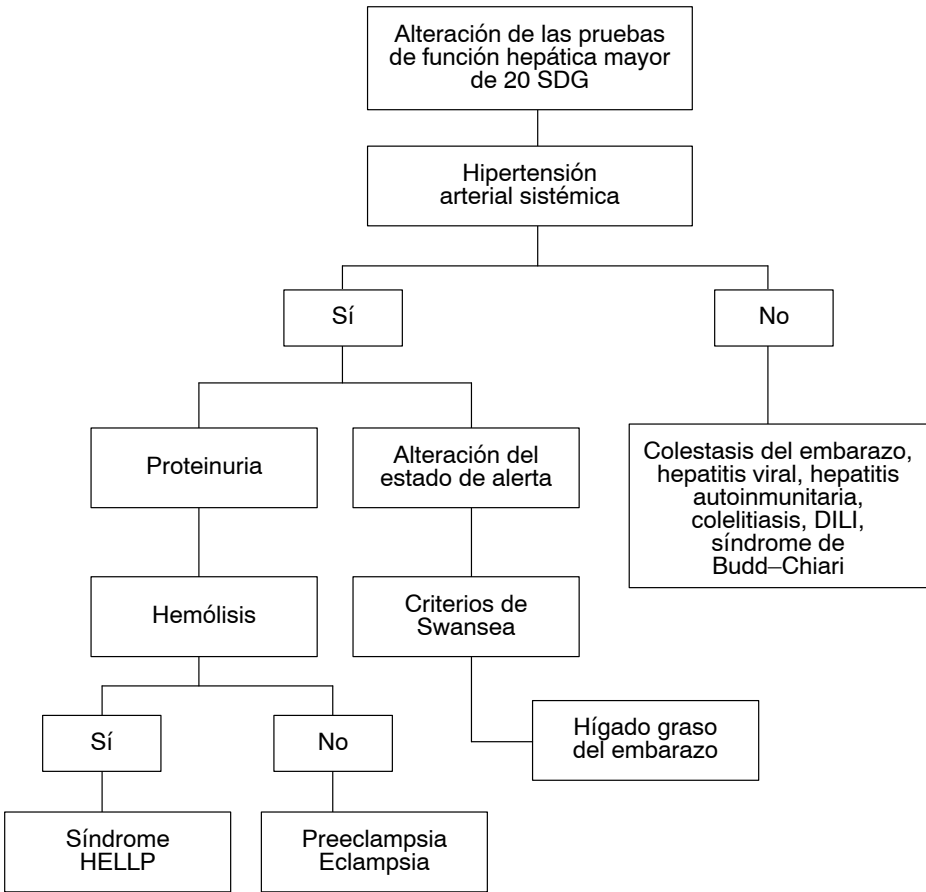 Alteración de las pruebas
de función hepática mayor
de 20 SDG
Hipertensión
arterial sistémica
Sí
No
Proteinuria
Alteración del
estado de alerta
Colestasis del embarazo,
hepatitis viral, hepatitis
autoinmunitaria,
colelitiasis, DILI,
síndrome de
Budd–Chiari
Hemólisis
Criterios de
Swansea
Sí
No
Hígado graso
del embarazo
Síndrome
HELLP
Preeclampsia
Eclampsia